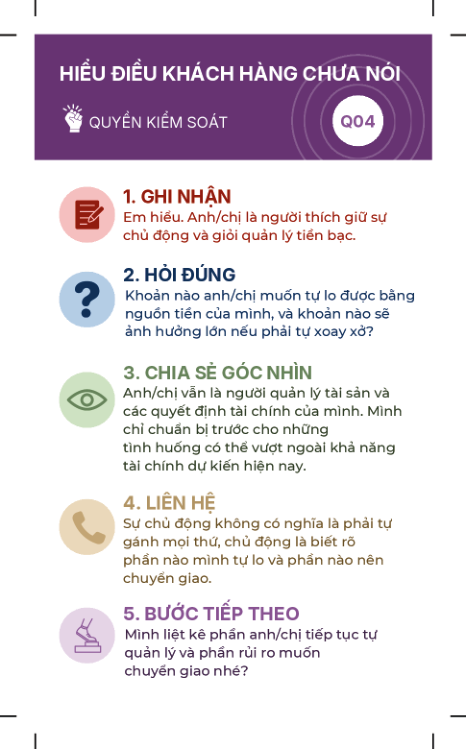 HIỂU ĐIỀU KHÁCH HÀNG CHƯA NÓI
QUYỀN KIỂM SOÁT
Q04
1. GHI NHẬN
Em hiểu. Anh/chị là người thích giữ sự
chủ động và giỏi quản lý tiền bạc.
2. HỎI ĐÚNG
Khoản nào anh/chị muốn tự lo được bằng
nguồn tiền của mình, và khoản nào sẽ
ảnh hưởng lớn nếu phải tự xoay xở?
3. CHIA SẺ GÓC NHÌN
Anh/chị vẫn là người quản lý tài sản và
các quyết định tài chính của mình. Mình
chỉ chuẩn bị trước cho những
tình huống có thể vượt ngoài khả năng
tài chính dự kiến hiện nay.
4. LIÊN HỆ
Sự chủ động không có nghĩa là phải tự
gánh mọi thứ, chủ động là biết rõ
phần nào mình tự lo và phần nào nên
chuyển giao.
5. BƯỚC TIẾP THEO
Mình liệt kê phần anh/chị tiếp tục tự
quản lý và phần rủi ro muốn
chuyển giao nhé?